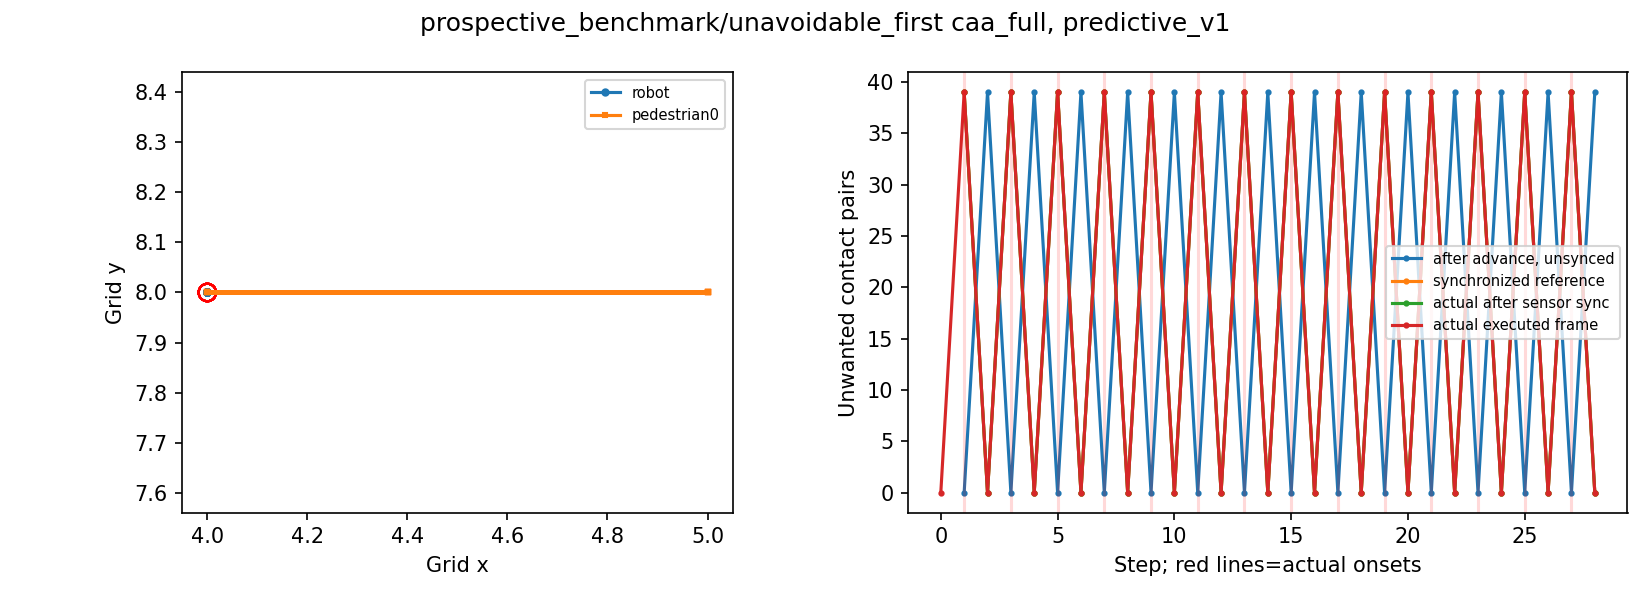 prospective_benchmark/unavoidable_first caa_full, predictive_v1
8.4
8.3
8.2
8.1
8.0
7.9
7.8
7.7
7.6
Grid y
4.0 4.2 4.4 4.6 4.8 5.0
Grid x
robot
pedestrian0
40
35
30
25
20
15
10
5
0
Unwanted contact pairs
0 5 10 15 20 25
Step; red lines=actual onsets
after advance, unsynced
synchronized reference
actual after sensor sync
actual executed frame